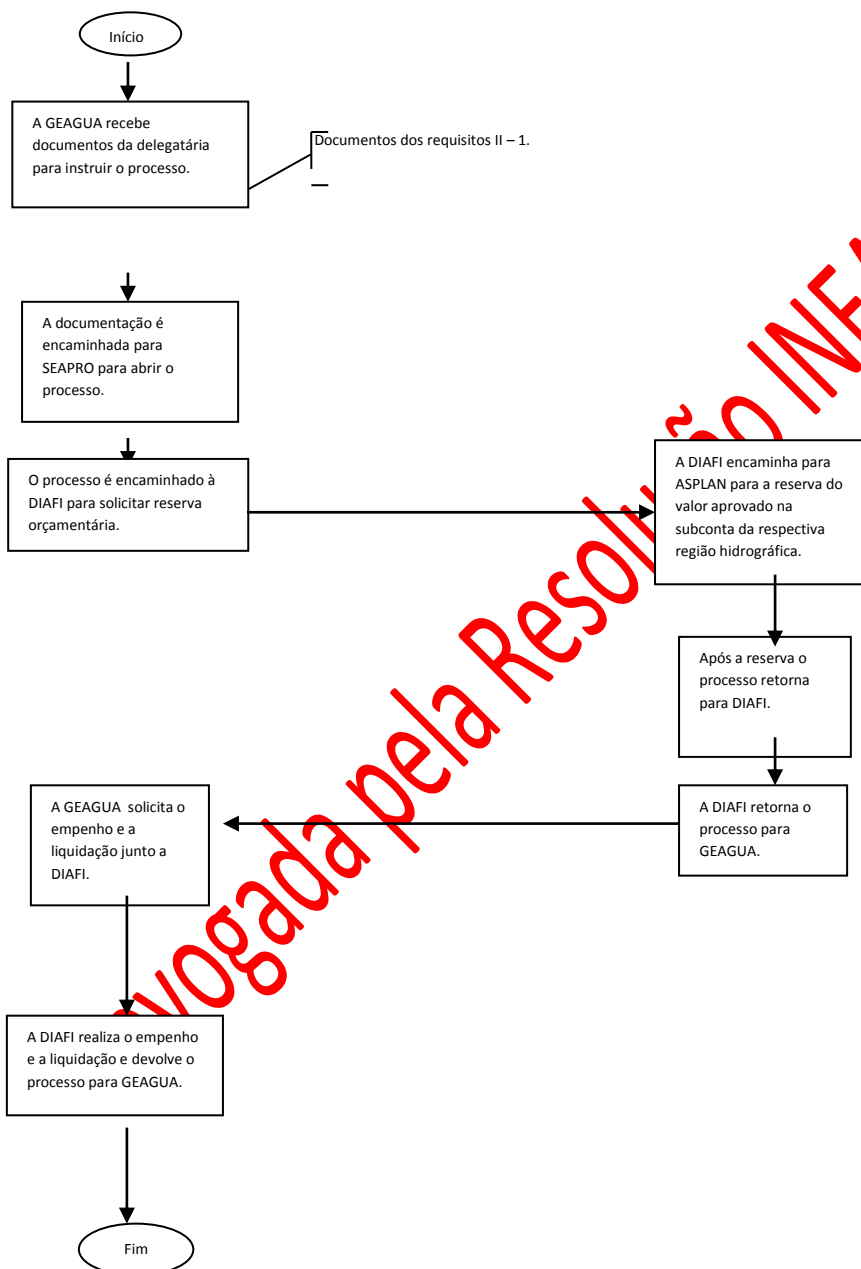 Início
A GEAGUA recebe
documentos da delegatária
para instruir o processo.
Documentos dos requisitos II – 1.
A documentação é
encaminhada para
SEAPRO para abrir o
processo.
O processo é encaminhado à
DIAFI para solicitar reserva
orçamentária.
A DIAFI encaminha para
ASPLAN para a reserva do
valor aprovado na
subconta da respectiva
região hidrográfica.
Após a reserva o
processo retorna
para DIAFI.
A DIAFI retorna o
processo para
GEAGUA.
A GEAGUA solicita o
empenho e a
liquidação junto a
DIAFI.
A DIAFI realiza o empenho
e a liquidação e devolve o
processo para GEAGUA.
Fim
vogada pela Resolução INEA